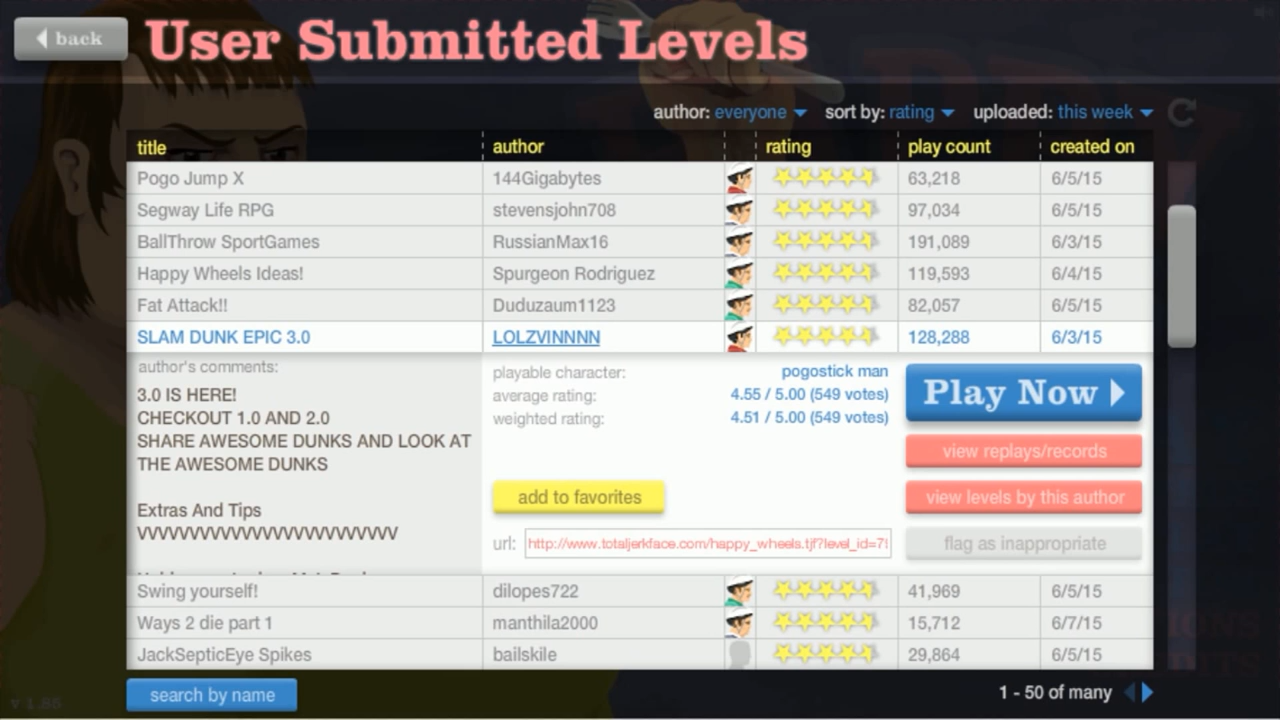 back
User Submitted Levels
author: everyone sort by: rating uploaded: this week
title author rating play count created on
Pogo Jump X 144Gigabytes 63,218 6/5/15
Segway Life RPG stevensjohn708 97,034 6/5/15
BallThrow SportGames RussianMax16 191,089 6/3/15
Happy Wheels Ideas! Spurgeon Rodriguez 119,593 6/4/15
Fat Attack!! Duduzaum1123 82,057 6/5/15
SLAM DUNK EPIC 3.0 LOLZVINNNN 128,288 6/3/15
author's comments:
3.0 IS HERE!
CHECKOUT 1.0 AND 2.0
SHARE AWESOME DUNKS AND LOOK AT
THE AWESOME DUNKS
Extras And Tips
VVVVVVVVVVVVVVVVVVVVVVV
playable character: pogostick man
average rating: 4.55 / 5.00 (549 votes)
weighted rating: 4.51 / 5.00 (549 votes)
add to favorites
url: http://www.totaljerkface.com/happy_wheels.tjf?level_id=7
Play Now
view replays/records
view levels by this author
flag as inappropriate
Swing yourself! dilopes722 41,969 6/5/15
Ways 2 die part 1 manthila2000 15,712 6/7/15
JackSepticEye Spikes bailskile 29,864 6/5/15
search by name
1 - 50 of many
v 1.86